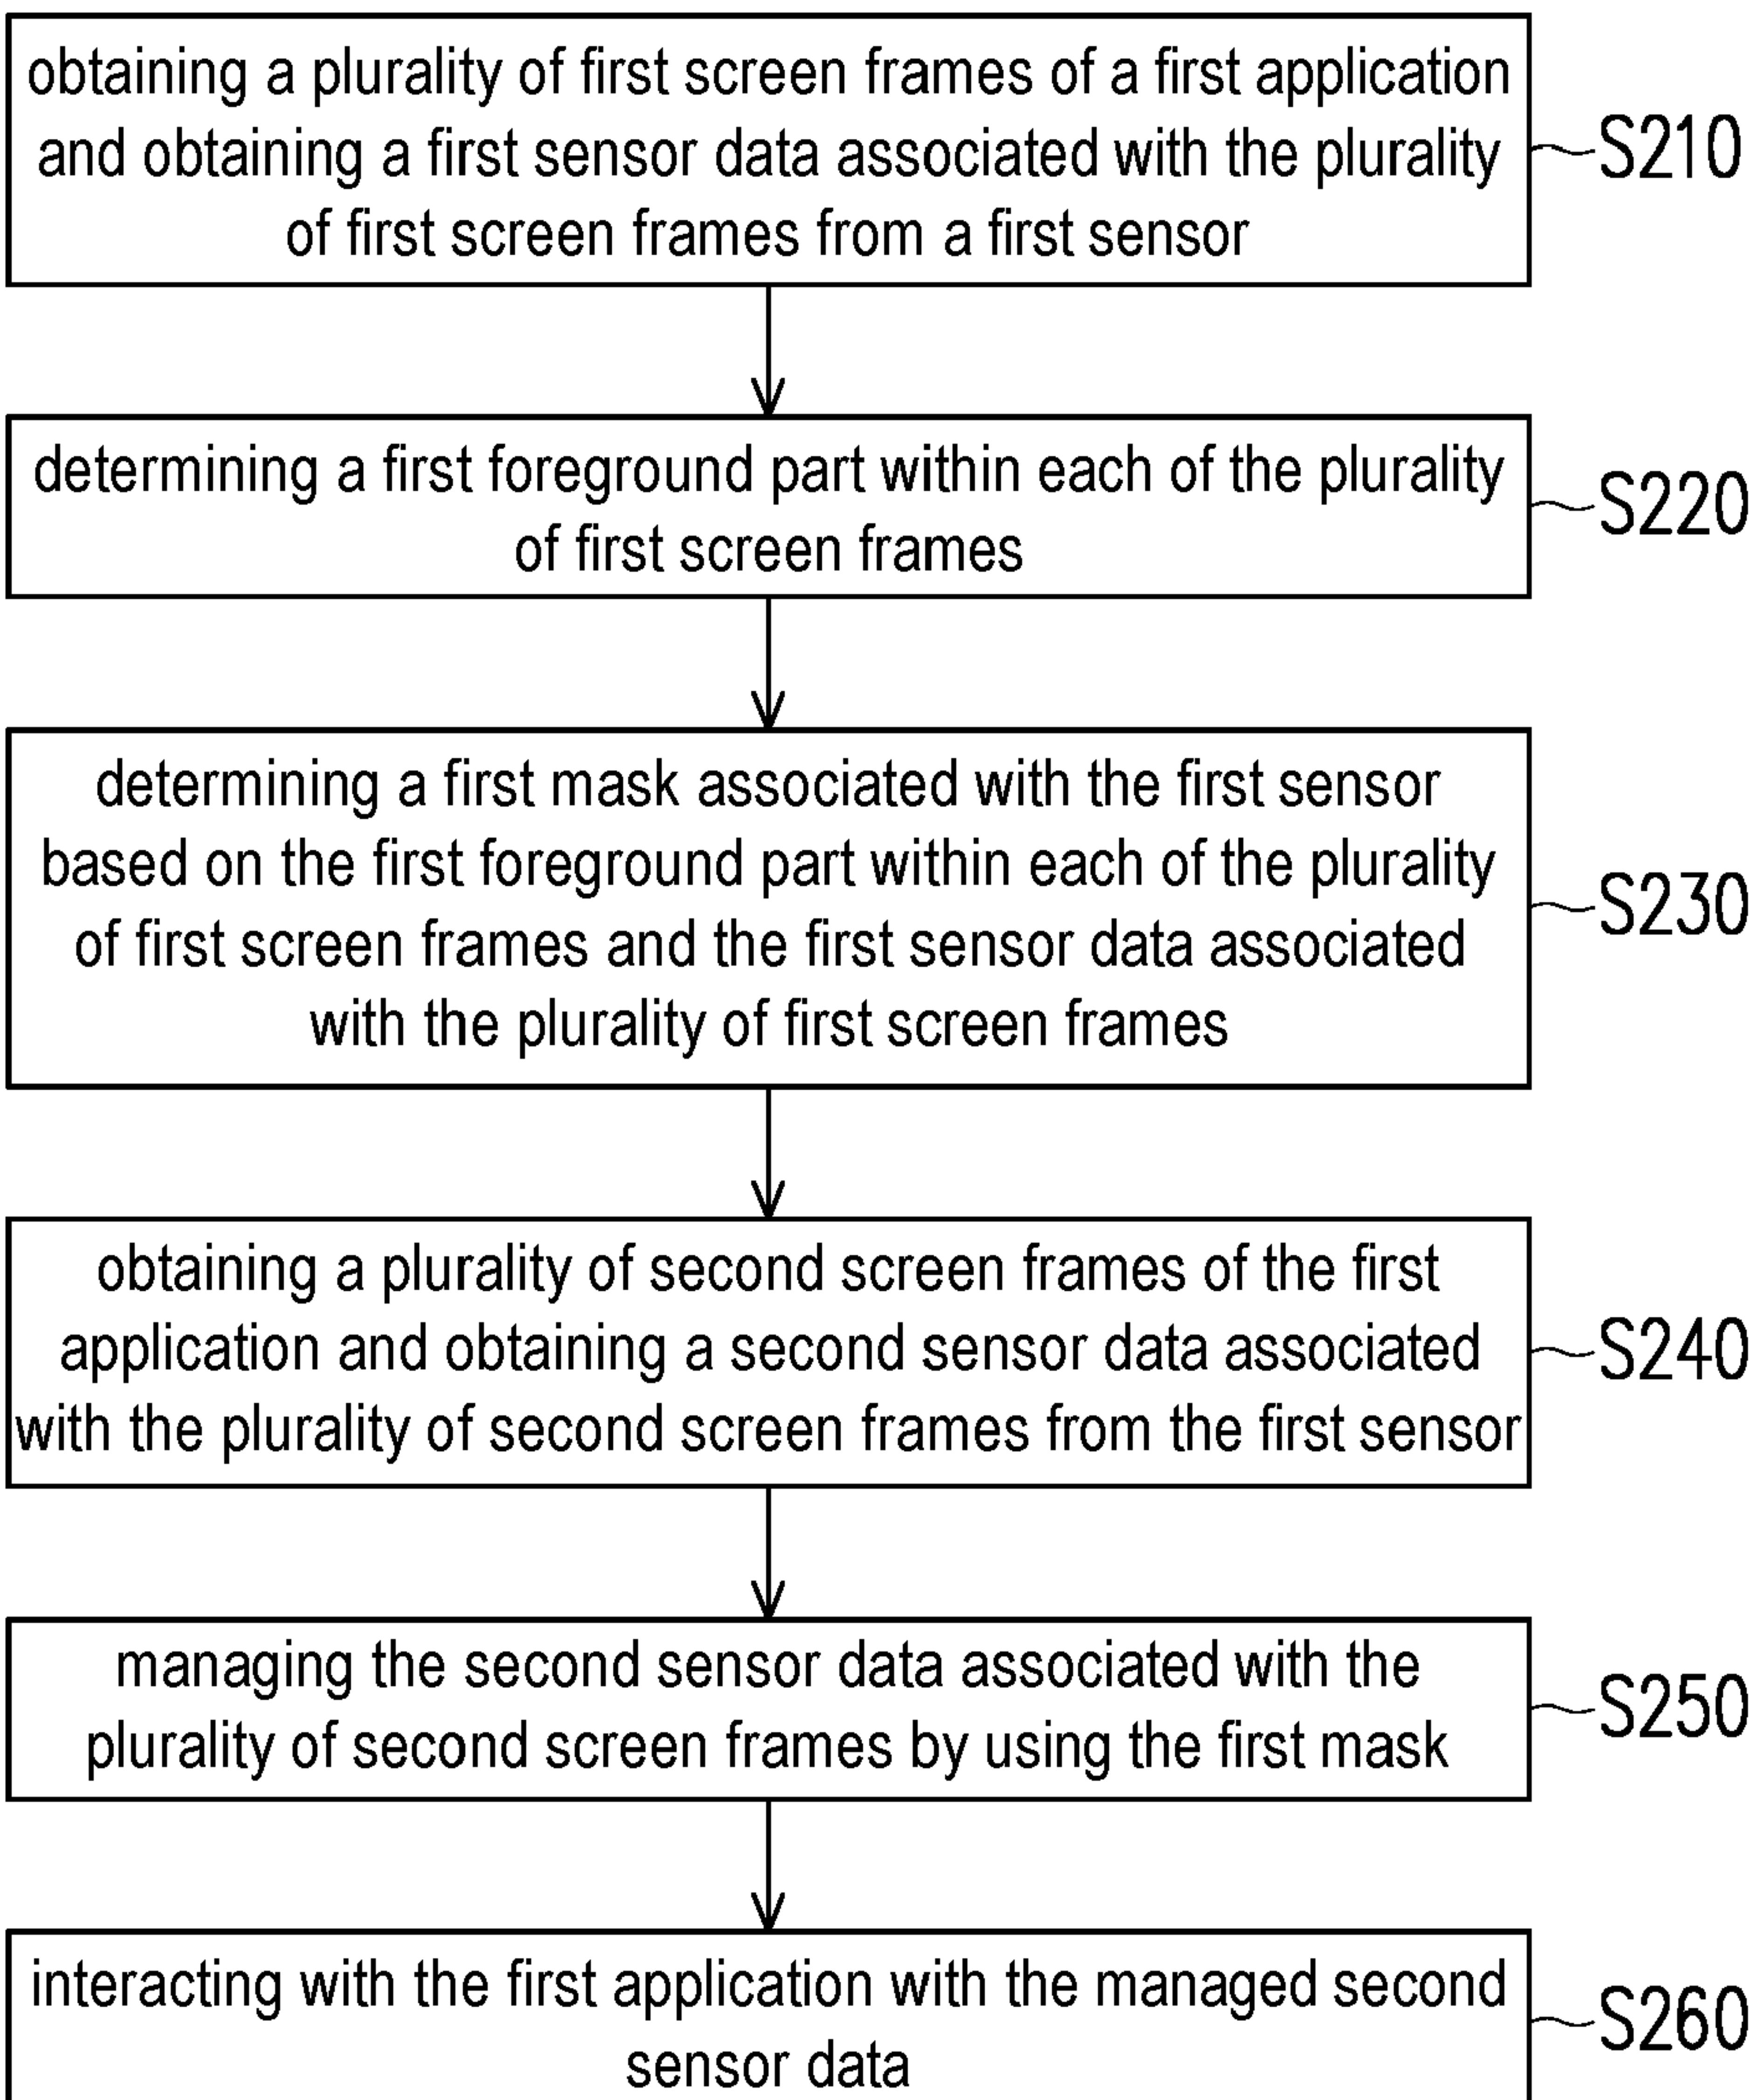 obtaining a plurality of first screen frames of a first application
and obtaining a first sensor data associated with the plurality
of first screen frames from a first sensor
S210
determining a first foreground part within each of the plurality
of first screen frames
S220
determining a first mask associated with the first sensor
based on the first foreground part within each of the plurality
of first screen frames and the first sensor data associated
with the plurality of first screen frames
S230
obtaining a plurality of second screen frames of the first
application and obtaining a second sensor data associated
with the plurality of second screen frames from the first sensor
S240
managing the second sensor data associated with the
plurality of second screen frames by using the first mask
S250
interacting with the first application with the managed second
sensor data
S260